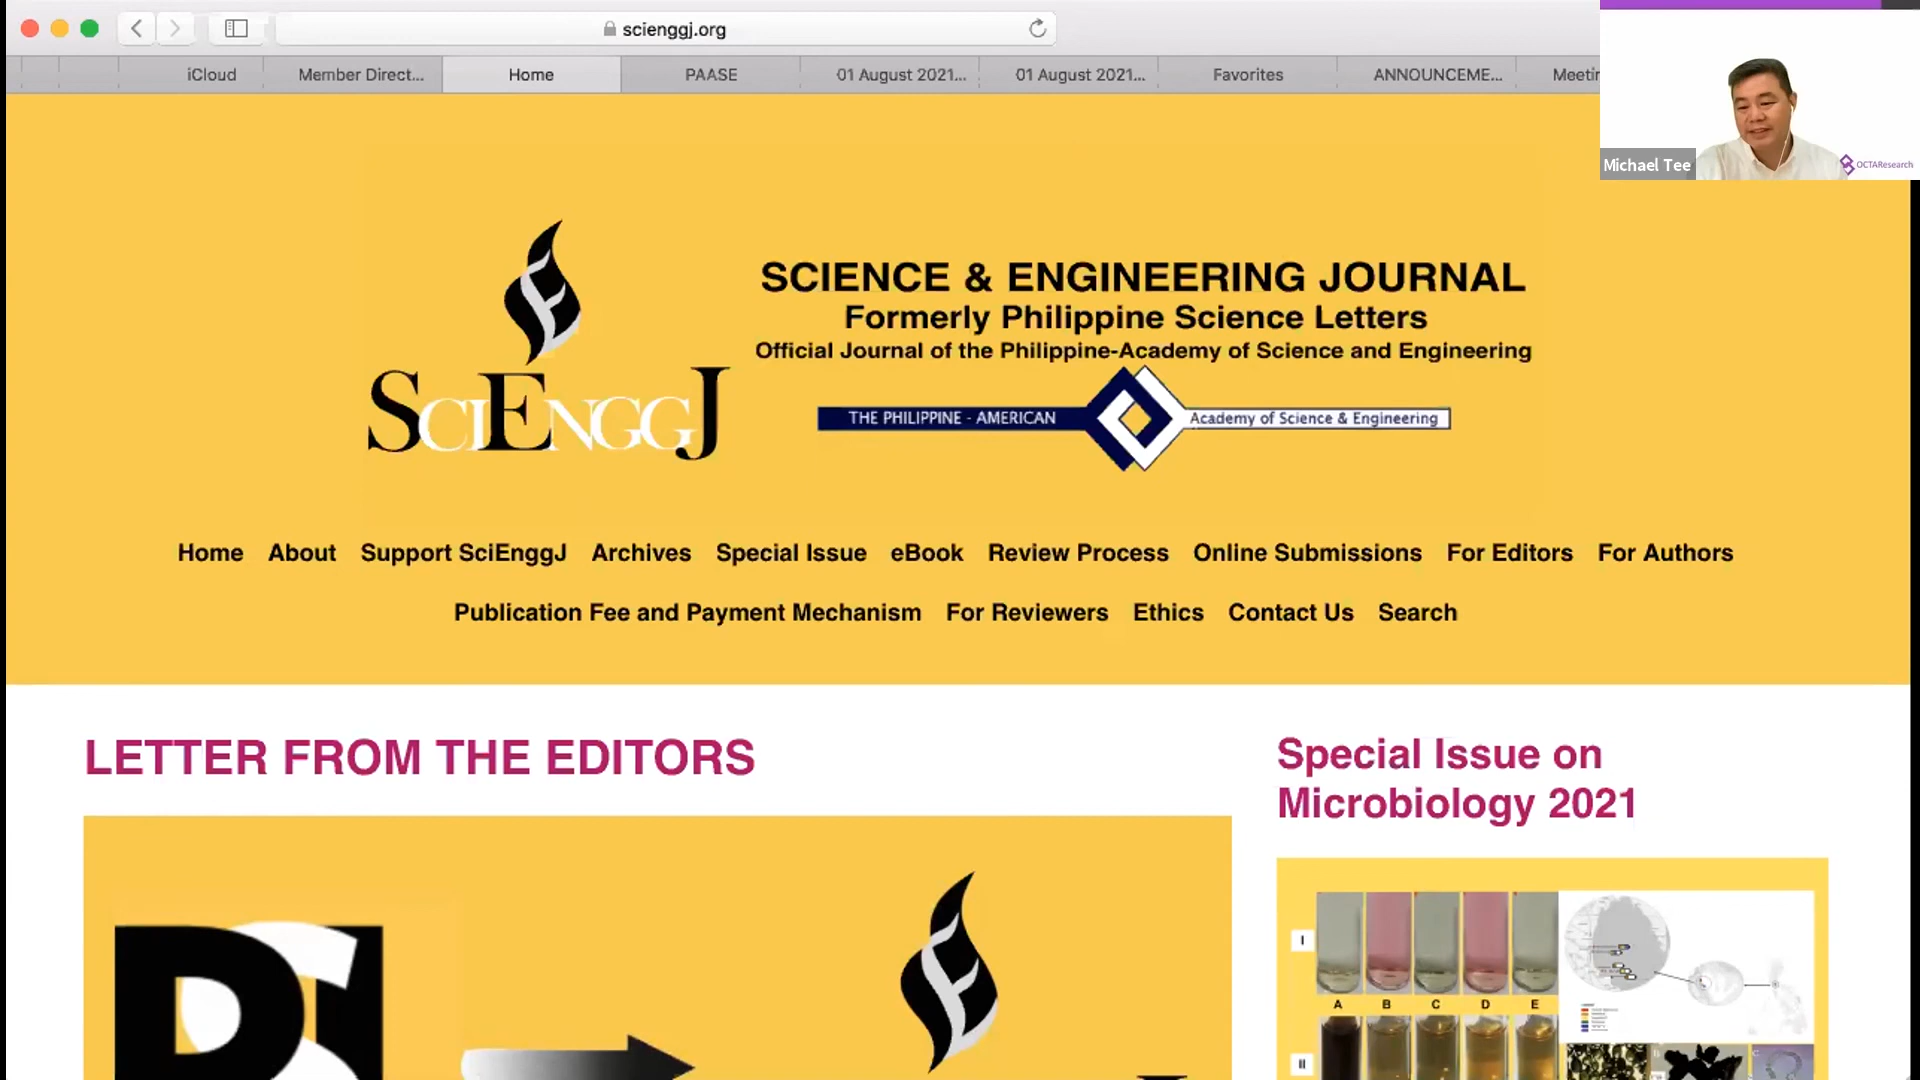 scienggj.org
iCloud
Member Direct...
Home
PAASE
01 August 2021...
01 August 2021...
Favorites
ANNOUNCEME...
Michael Tee
OCTAResearch
SCIENCE & ENGINEERING JOURNAL
Formerly Philippine Science Letters
Official Journal of the Philippine-Academy of Science and Engineering
SCIENGGJ
THE PHILIPPINE - AMERICAN
Academy of Science & Engineering
Home About Support SciEnggJ Archives Special Issue eBook Review Process Online Submissions For Editors For Authors
Publication Fee and Payment Mechanism For Reviewers Ethics Contact Us Search
LETTER FROM THE EDITORS
Special Issue on
Microbiology 2021
I
A B C D E
II